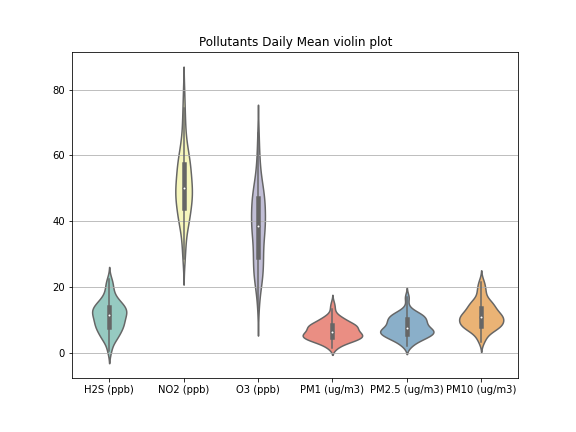 Pollutants Daily Mean violin plot
80
60
40
20
0
H2S (ppb) NO2 (ppb) O3 (ppb) PM1 (ug/m3) PM2.5 (ug/m3) PM10 (ug/m3)